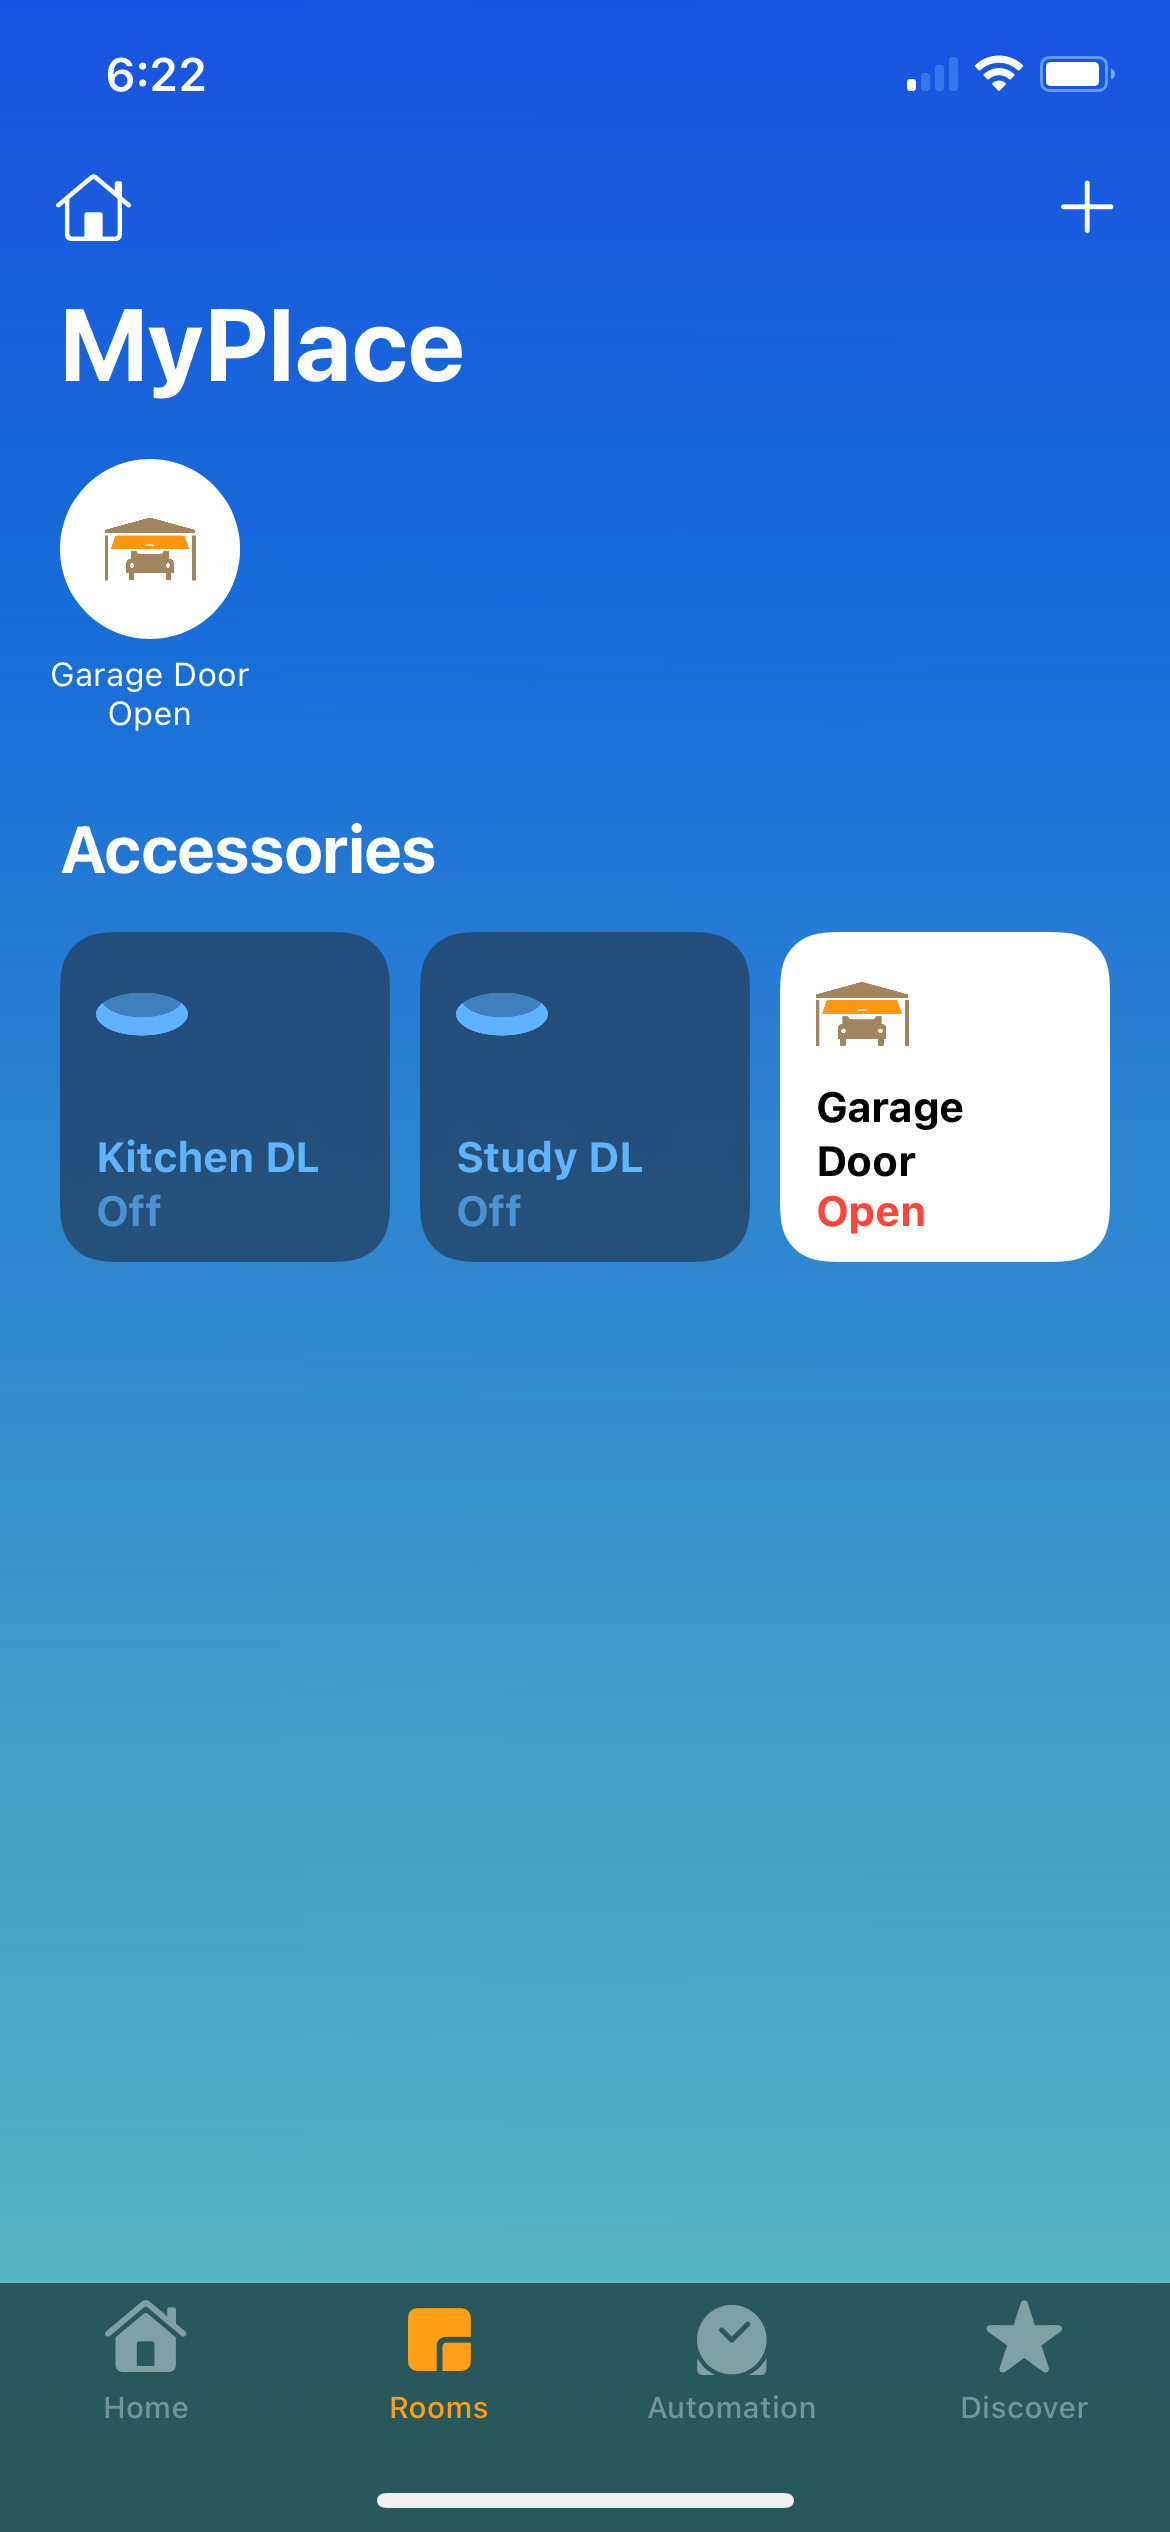 6:22
MyPlace
Garage Door
Open
Accessories
Kitchen DL
Off
Study DL
Off
Garage
Door
Open
Home
Rooms
Automation
Discover